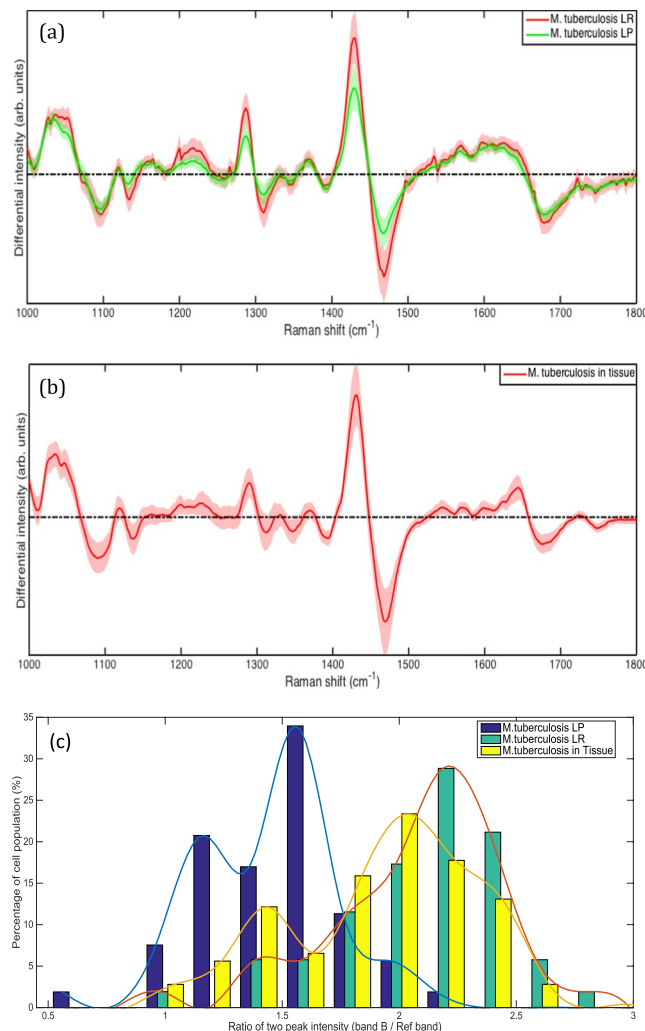 (a)
M. tuberculosis LR
M. tuberculosis LP
Differential intensity (arb. units)
1000 1100 1200 1300 1400 1500 1600 1700 1800
Raman shift (cm-1)
(b)
M. tuberculosis in tissue
Differential intensity (arb. units)
1000 1100 1200 1300 1400 1500 1600 1700 1800
Raman shift (cm-1)
(c)
M.tuberculosis LP
M.tuberculosis LR
M.tuberculosis in Tissue
Percentage of cell population (%)
35
30
25
20
15
10
5
0
0.5 1 1.5 2 2.5 3
Ratio of two peak intensity (band B / Ref band)